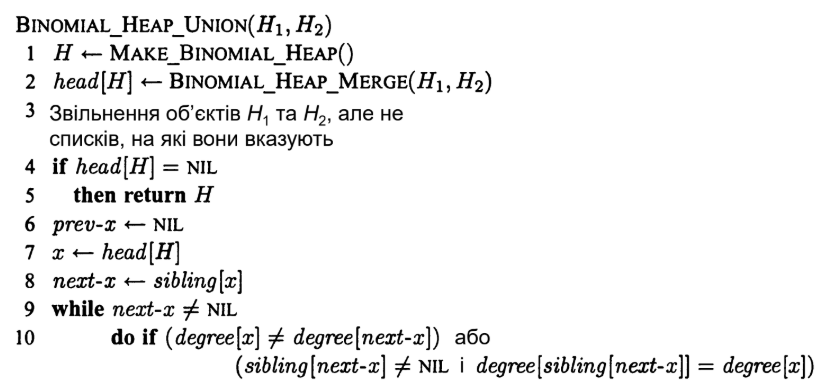 BINOMIAL_HEAP_UNION(H₁, H₂)
1 H ← MAKE_BINOMIAL_HEAP()
2 head[H] ← BINOMIAL_HEAP_MERGE(H₁, H₂)
3 Звільнення об’єктів H₁ та H₂, але не
списків, на які вони вказують
4 if head[H] = NIL
5 then return H
6 prev-x ← NIL
7 x ← head[H]
8 next-x ← sibling[x]
9 while next-x ≠ NIL
10 do if (degree[x] ≠ degree[next-x]) або
(sibling[next-x] ≠ NIL і degree[sibling[next-x]] = degree[x])